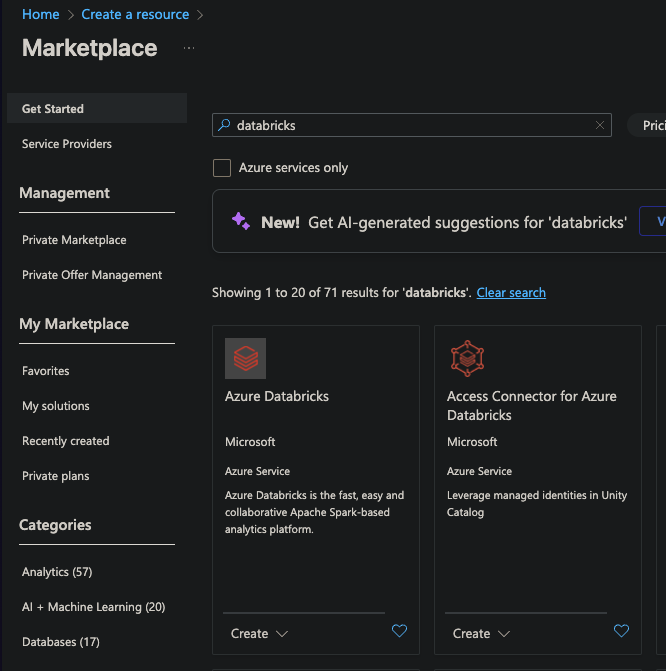 Home > Create a resource >
Marketplace ...
Get Started
Service Providers
Management
Private Marketplace
Private Offer Management
My Marketplace
Favorites
My solutions
Recently created
Private plans
Categories
Analytics (57)
AI + Machine Learning (20)
Databases (17)
databricks
Azure services only
New! Get AI-generated suggestions for 'databricks'
Showing 1 to 20 of 71 results for 'databricks'. Clear search
Azure Databricks
Microsoft
Azure Service
Azure Databricks is the fast, easy and
collaborative Apache Spark-based
analytics platform.
Create
Access Connector for Azure
Databricks
Microsoft
Azure Service
Leverage managed identities in Unity
Catalog
Create